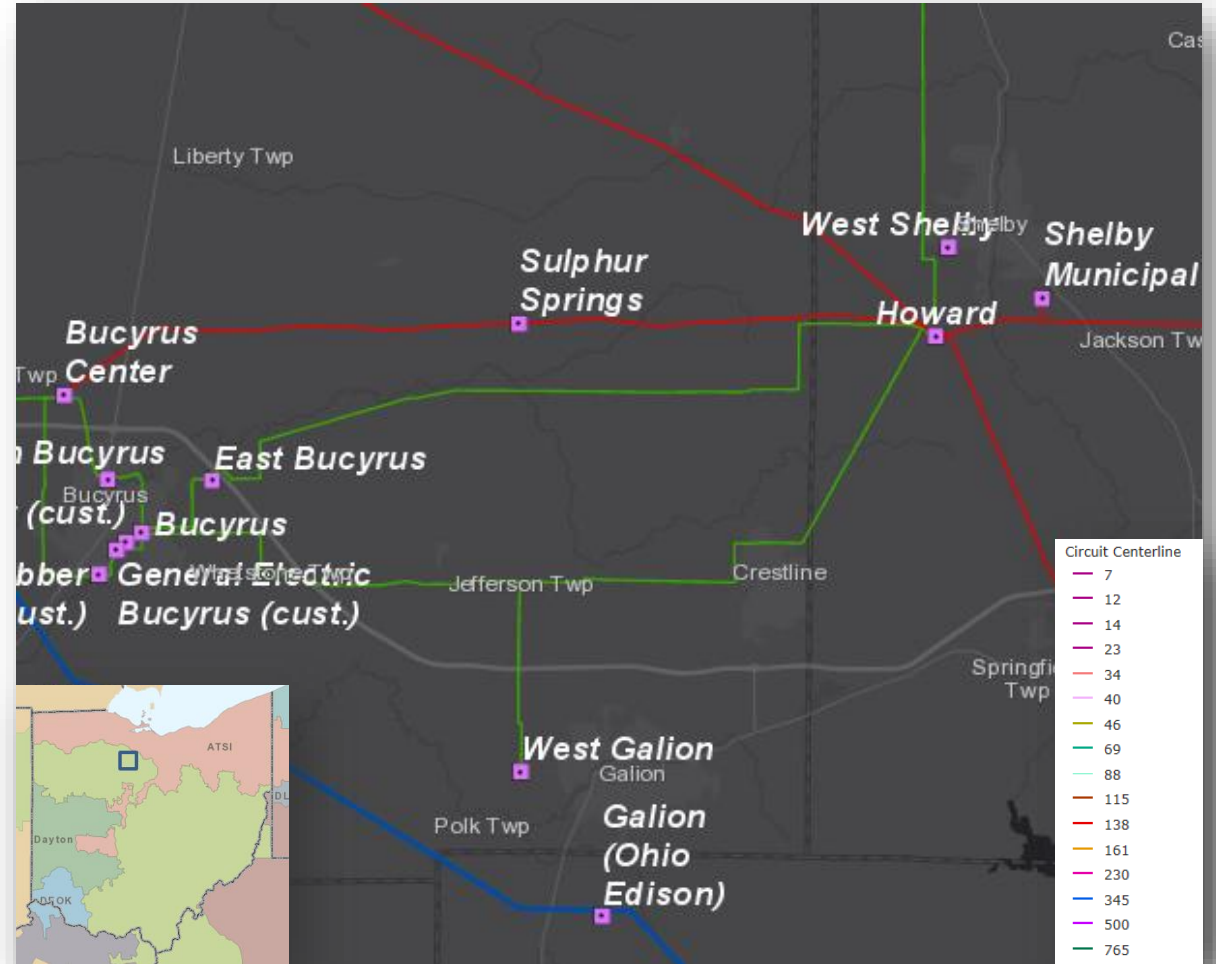 Cas
Liberty Twp
West Shelby
Shelby
Municipal
Sulphur
Springs
Howard
Bucyrus
Center
Twp
Jackson Tw
Bucyrus
East Bucyrus
Bucyrus
(cust.)
Bucyrus
bber
General Electric
ust.)
Bucyrus (cust.)
Jefferson Twp
Crestline
Springfi
Twp
West Galion
Galion
Polk Twp
Galion
(Ohio
Edison)
Circuit Centerline
7
12
14
23
34
40
46
69
88
115
138
161
230
345
500
765
ATSI
DL
Dayton
DEOK